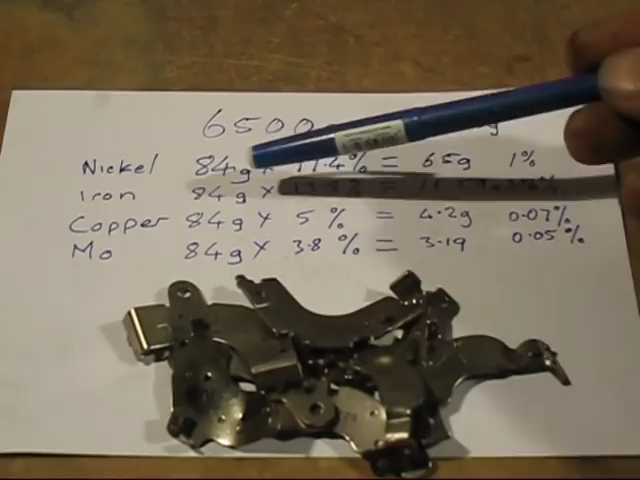 6500 g
Nickel 84g × 77.4% = 65g 1%
Iron 84g × =
Copper 84g × 5 % = 4.2g 0.07%
Mo 84g × 3.8 % = 3.19 0.05%